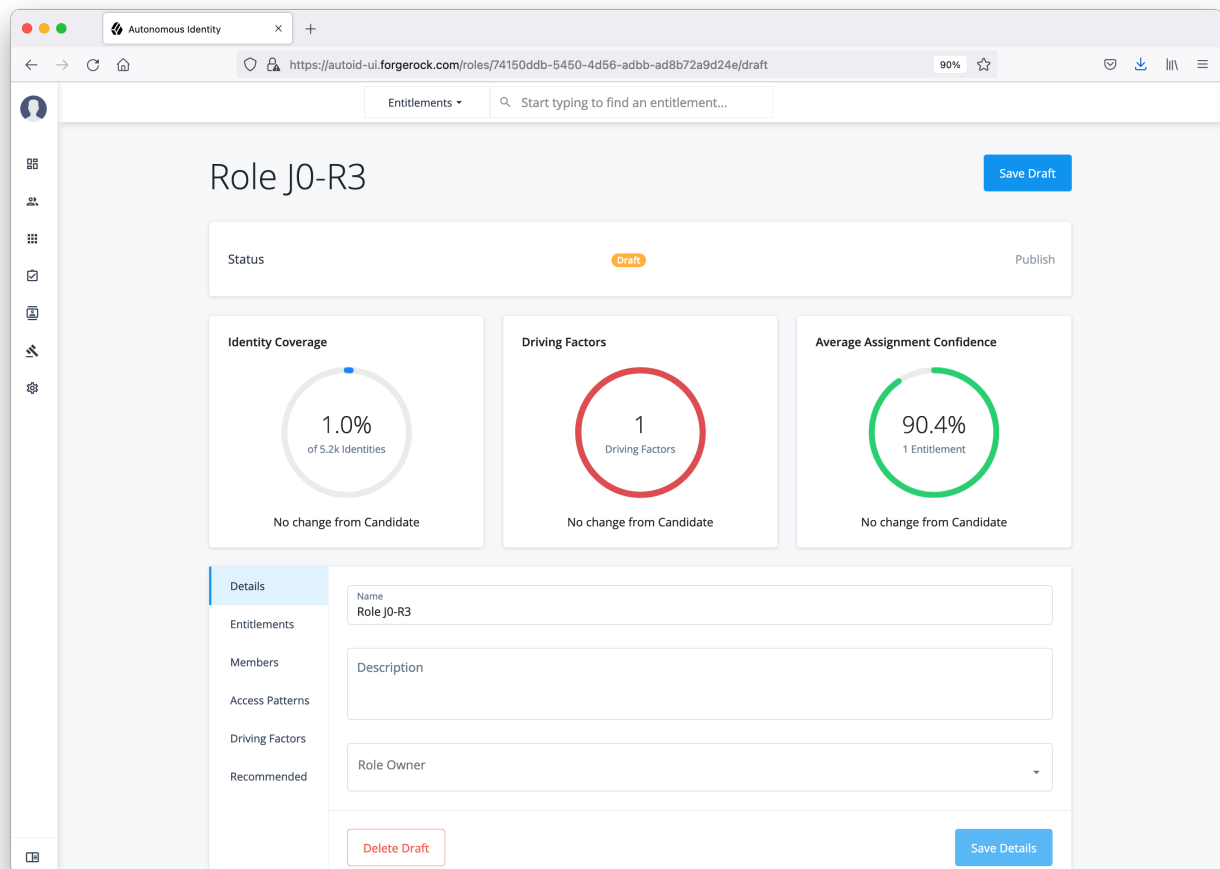 Autonomous Identity
https://autoid-ui.forgerock.com/roles/74150ddb-5450-4d56-adbb-ad8b72a9d24e/draft
90%
Entitlements
Start typing to find an entitlement...
Role J0-R3
Save Draft
Status
Draft
Publish
Identity Coverage
1.0%
of 5.2k Identities
No change from Candidate
Driving Factors
1
Driving Factors
No change from Candidate
Average Assignment Confidence
90.4%
1 Entitlement
No change from Candidate
Details
Entitlements
Members
Access Patterns
Driving Factors
Recommended
Name
Role J0-R3
Description
Role Owner
Delete Draft
Save Details